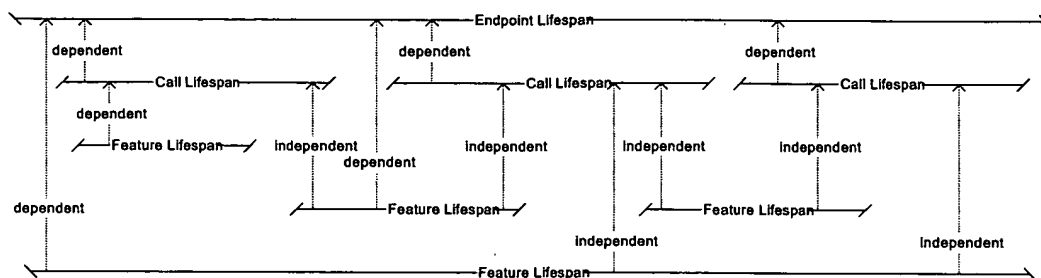 Endpoint Lifespan
dependent dependent dependent
Call Lifespan Call Lifespan Call Lifespan
dependent
Feature Lifespan independent independent independent independent
dependent
Feature Lifespan Feature Lifespan
dependent
independent independent
Feature Lifespan